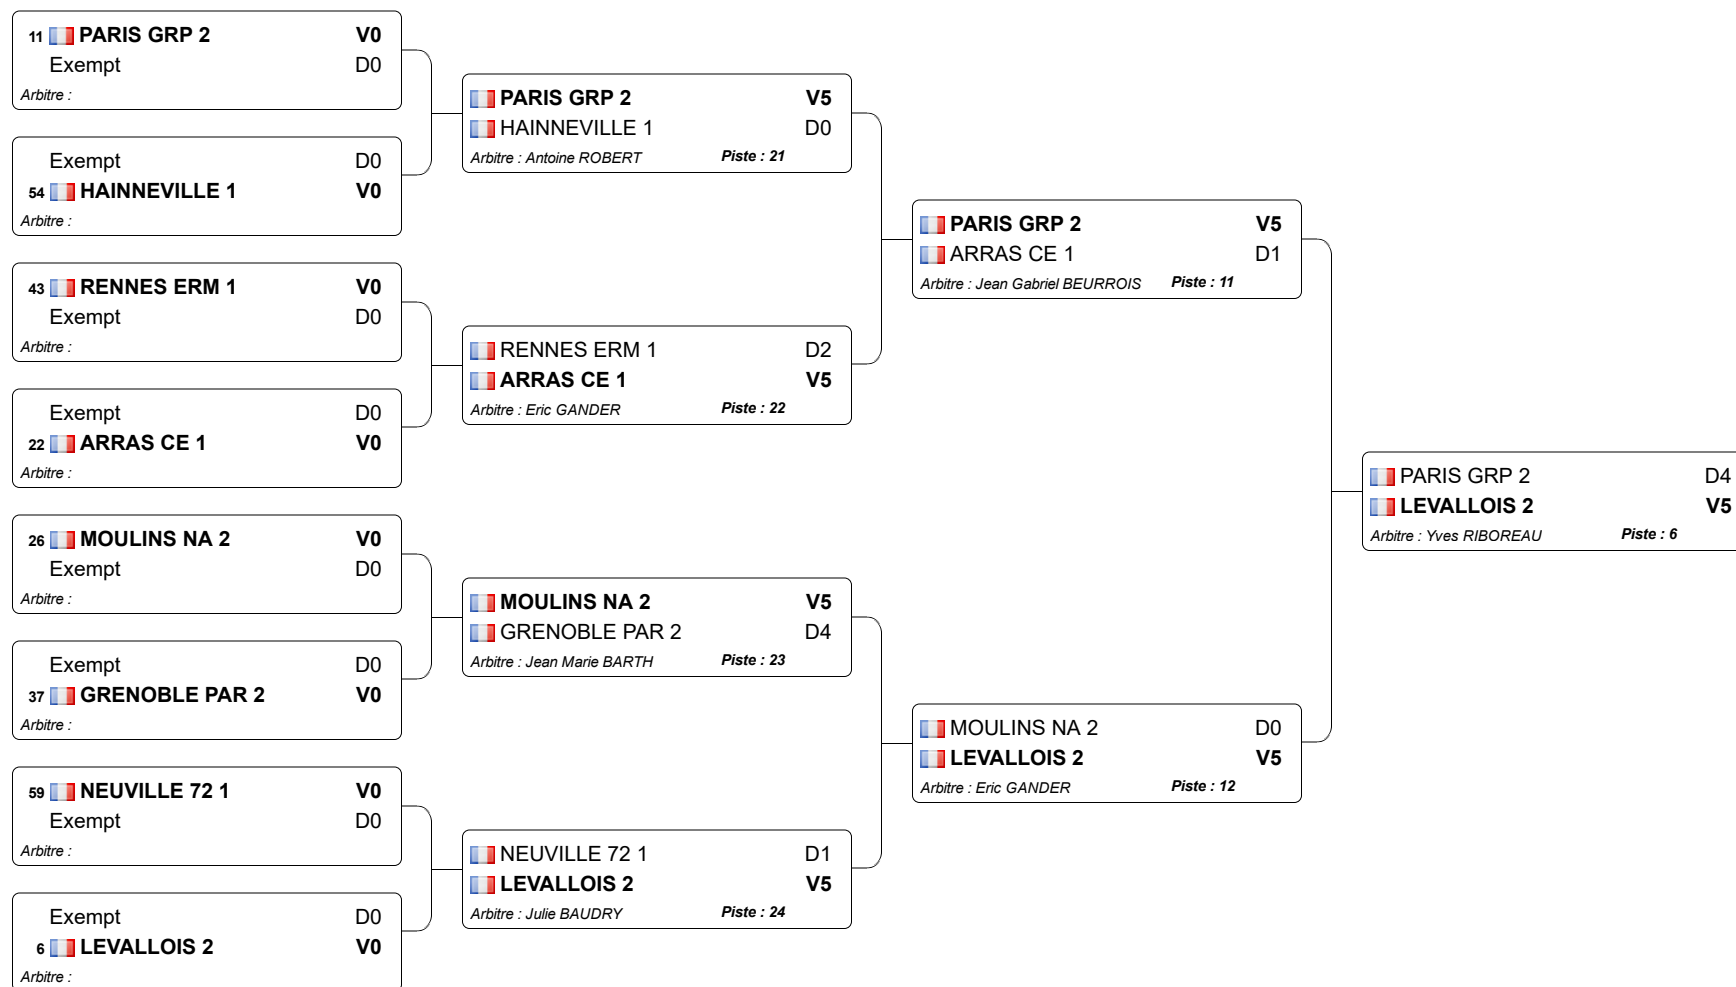 11 PARIS GRP 2 V0
Exempt D0
Arbitre :
Exempt D0
54 HAINNEVILLE 1 V0
Arbitre :
43 RENNES ERM 1 V0
Exempt D0
Arbitre :
Exempt D0
22 ARRAS CE 1 V0
Arbitre :
26 MOULINS NA 2 V0
Exempt D0
Arbitre :
Exempt D0
37 GRENOBLE PAR 2 V0
Arbitre :
59 NEUVILLE 72 1 V0
Exempt D0
Arbitre :
Exempt D0
6 LEVALLOIS 2 V0
Arbitre :
PARIS GRP 2 V5
HAINNEVILLE 1 D0
Arbitre : Antoine ROBERT Piste : 21
RENNES ERM 1 D2
ARRAS CE 1 V5
Arbitre : Eric GANDER Piste : 22
MOULINS NA 2 V5
GRENOBLE PAR 2 D4
Arbitre : Jean Marie BARTH Piste : 23
NEUVILLE 72 1 D1
LEVALLOIS 2 V5
Arbitre : Julie BAUDRY Piste : 24
PARIS GRP 2 V5
ARRAS CE 1 D1
Arbitre : Jean Gabriel BEURROIS Piste : 11
MOULINS NA 2 D0
LEVALLOIS 2 V5
Arbitre : Eric GANDER Piste : 12
PARIS GRP 2 D4
LEVALLOIS 2 V5
Arbitre : Yves RIBOREAU Piste : 6